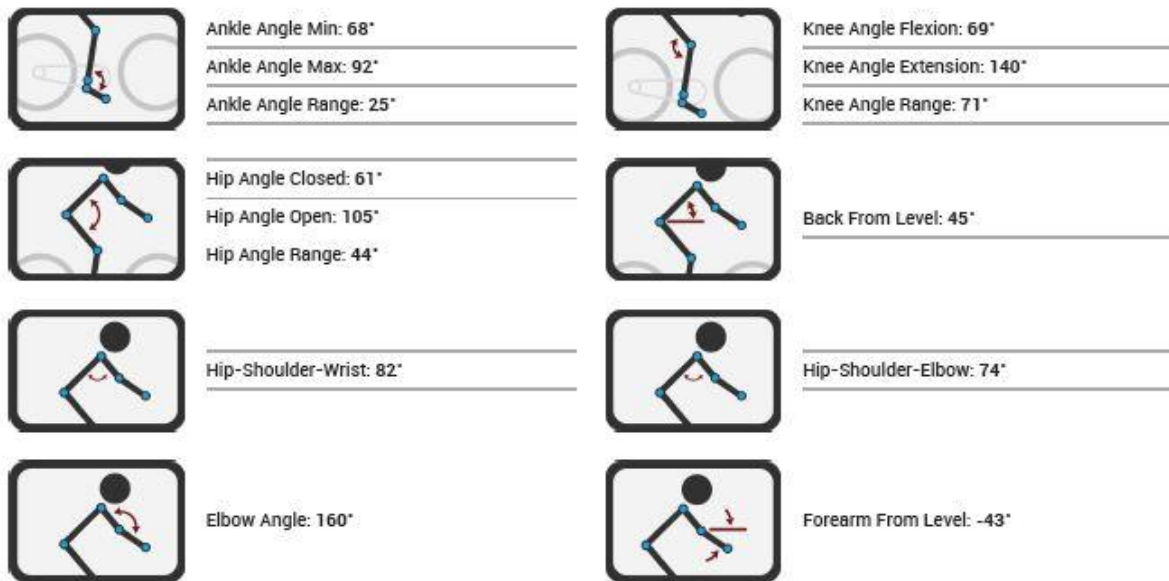 Ankle Angle Min: 68°
Ankle Angle Max: 92°
Ankle Angle Range: 25°
Knee Angle Flexion: 69°
Knee Angle Extension: 140°
Knee Angle Range: 71°
Hip Angle Closed: 61°
Hip Angle Open: 105°
Hip Angle Range: 44°
Back From Level: 45°
Hip-Shoulder-Wrist: 82°
Hip-Shoulder-Elbow: 74°
Elbow Angle: 160°
Forearm From Level: -43°